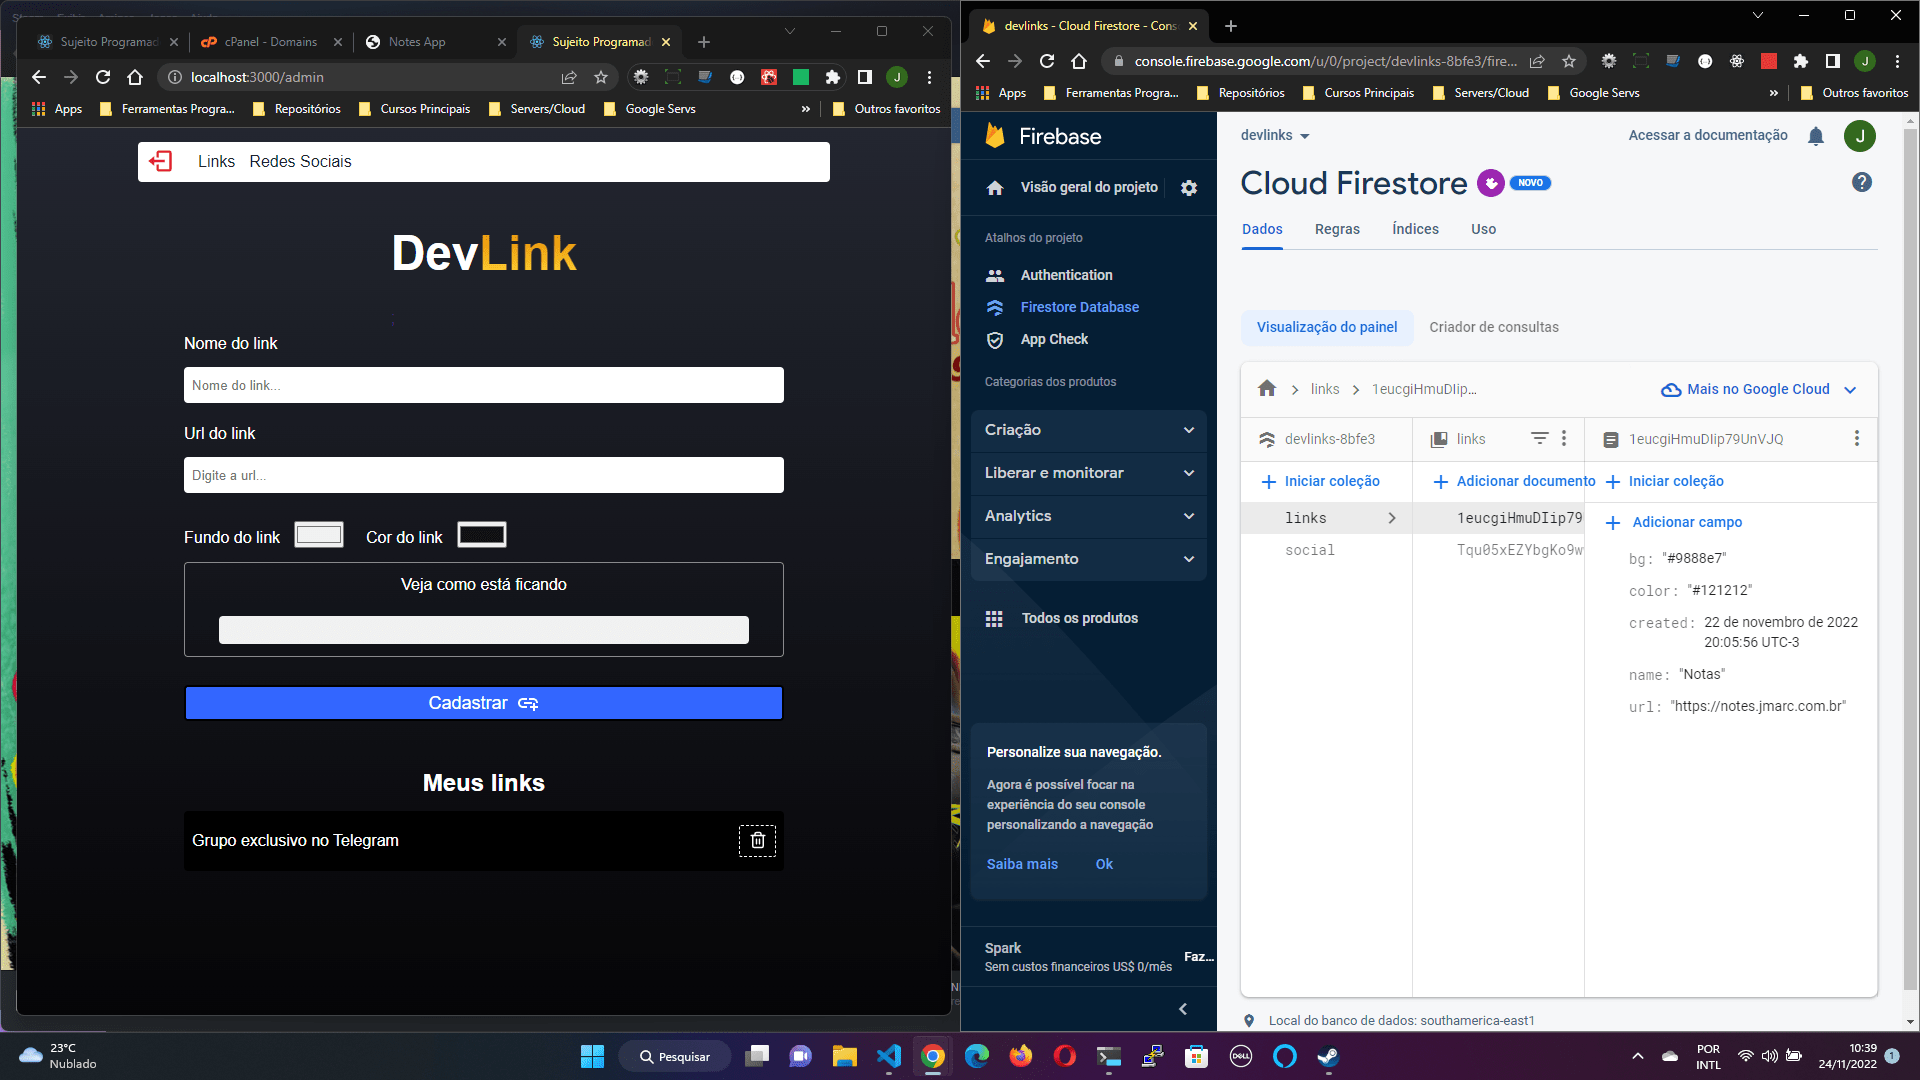 Sujeito Programad
cPanel - Domains
Notes App
Sujeito Programad
localhost:3000/admin
J
Apps
Ferramentas Progra...
Repositórios
Cursos Principais
Servers/Cloud
Google Servs
»
Outros favoritos
Links
Redes Sociais
DevLink
;
Nome do link
Nome do link...
Url do link
Digite a url...
Fundo do link
Cor do link
Veja como está ficando
Cadastrar
Meus links
Grupo exclusivo no Telegram
devlinks - Cloud Firestore - Cons
console.firebase.google.com/u/0/project/devlinks-8bfe3/fire...
J
Apps
Ferramentas Progra...
Repositórios
Cursos Principais
Servers/Cloud
Google Servs
»
Outros favoritos
Firebase
Visão geral do projeto
Atalhos do projeto
Authentication
Firestore Database
App Check
Categorias dos produtos
Criação
Liberar e monitorar
Analytics
Engajamento
Todos os produtos
Personalize sua navegação.
Agora é possível focar na
experiência do seu console
personalizando a navegação
Saiba mais
Ok
Spark
Sem custos financeiros US$ 0/mês
Faz...
devlinks
Acessar a documentação
J
Cloud Firestore
NOVO
Dados
Regras
Índices
Uso
Visualização do painel
Criador de consultas
links
1eucgiHmuDIip...
Mais no Google Cloud
devlinks-8bfe3
links
1eucgiHmuDIip79UnVJQ
Iniciar coleção
Adicionar documento
Iniciar coleção
links
social
1eucgiHmuDIip79
Tqu05xEZYbgKo9w
Adicionar campo
bg: "#9888e7"
color: "#121212"
created: 22 de novembro de 2022
20:05:56 UTC-3
name: "Notas"
url: "https://notes.jmarc.com.br"
Local do banco de dados: southamerica-east1
23°C
Nublado
Pesquisar
DELL
POR
INTL
10:39
24/11/2022
1